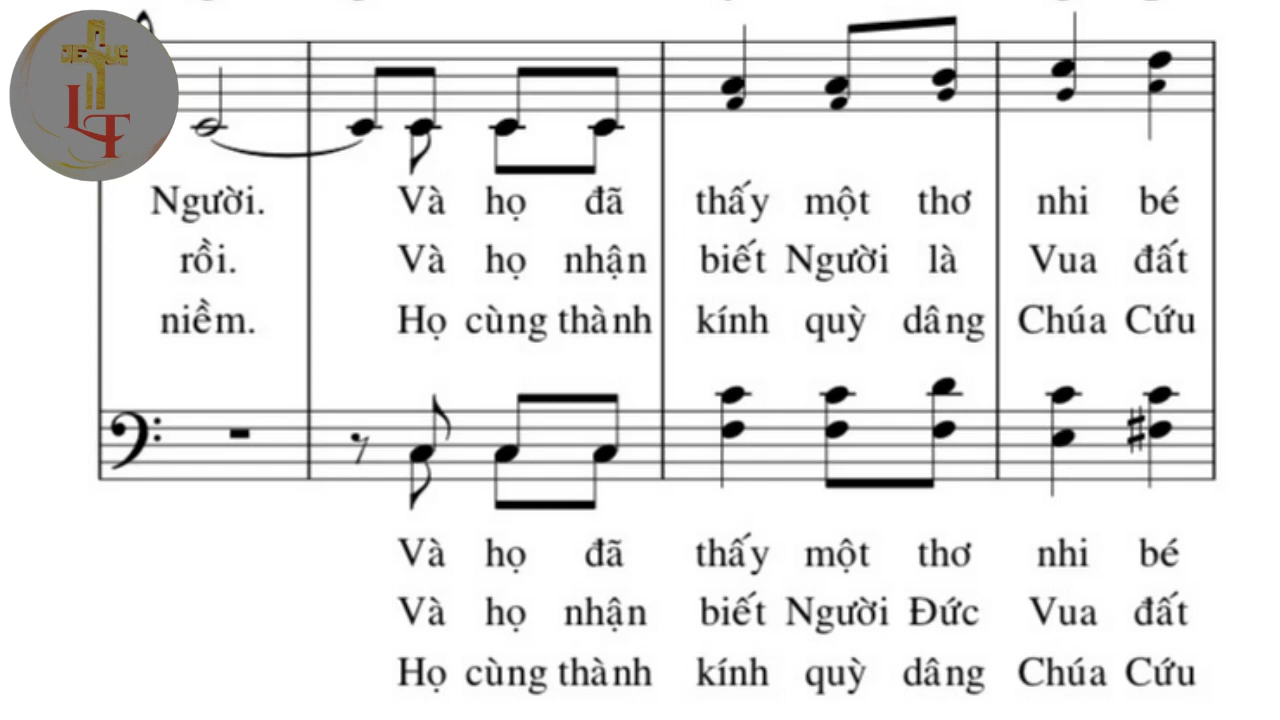 JESUS
LT
Người. Và họ đã thấy một thơ nhi bé
rồi. Và họ nhận biết Người là Vua đất
niềm. Họ cùng thành kính quỳ dâng Chúa Cứu
Và họ đã thấy một thơ nhi bé
Và họ nhận biết Người Đức Vua đất
Họ cùng thành kính quỳ dâng Chúa Cứu